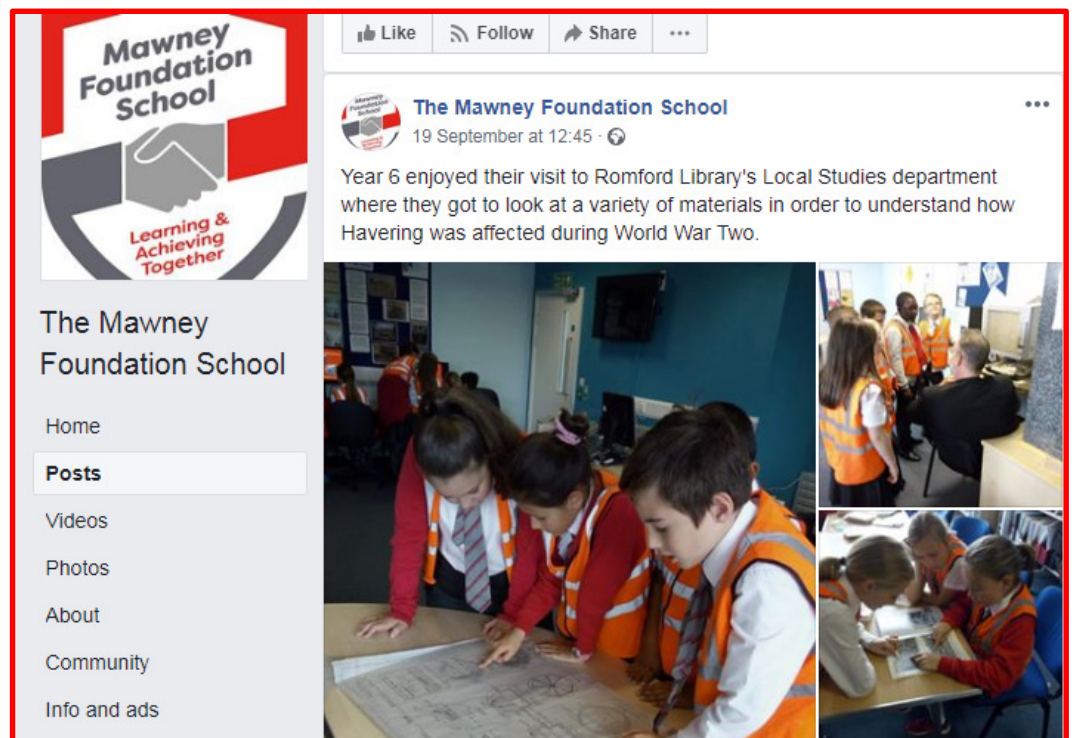 Mawney
Foundation
School
Learning &
Achieving
Together
The Mawney
Foundation School
Home
Posts
Videos
Photos
About
Community
Info and ads
Like
Follow
Share
The Mawney Foundation School
19 September at 12:45 ·
Year 6 enjoyed their visit to Romford Library's Local Studies department
where they got to look at a variety of materials in order to understand how
Havering was affected during World War Two.